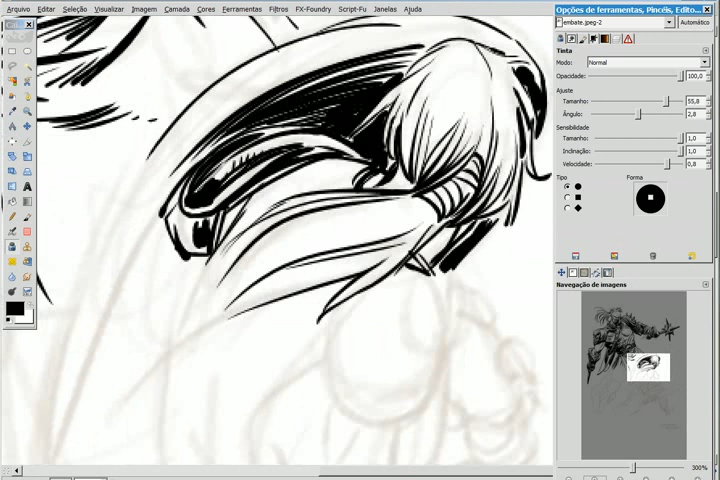 Arquivo Editar Seleção Visualizar Imagem Camada Cores Ferramentas Filtros FX-Foundry Script-Fu Janelas Ajuda
Opções de ferramentas, Pincéis, Edito...
embate.jpeg-2 Automático
Tinta
Modo: Normal
Opacidade: 100,0
Ajuste
Tamanho: 55,8
Ângulo: 2,8
Sensibilidade
Tamanho: 1,0
Inclinação: 1,0
Velocidade: 0,8
Tipo Forma
Navegação de imagens
300%